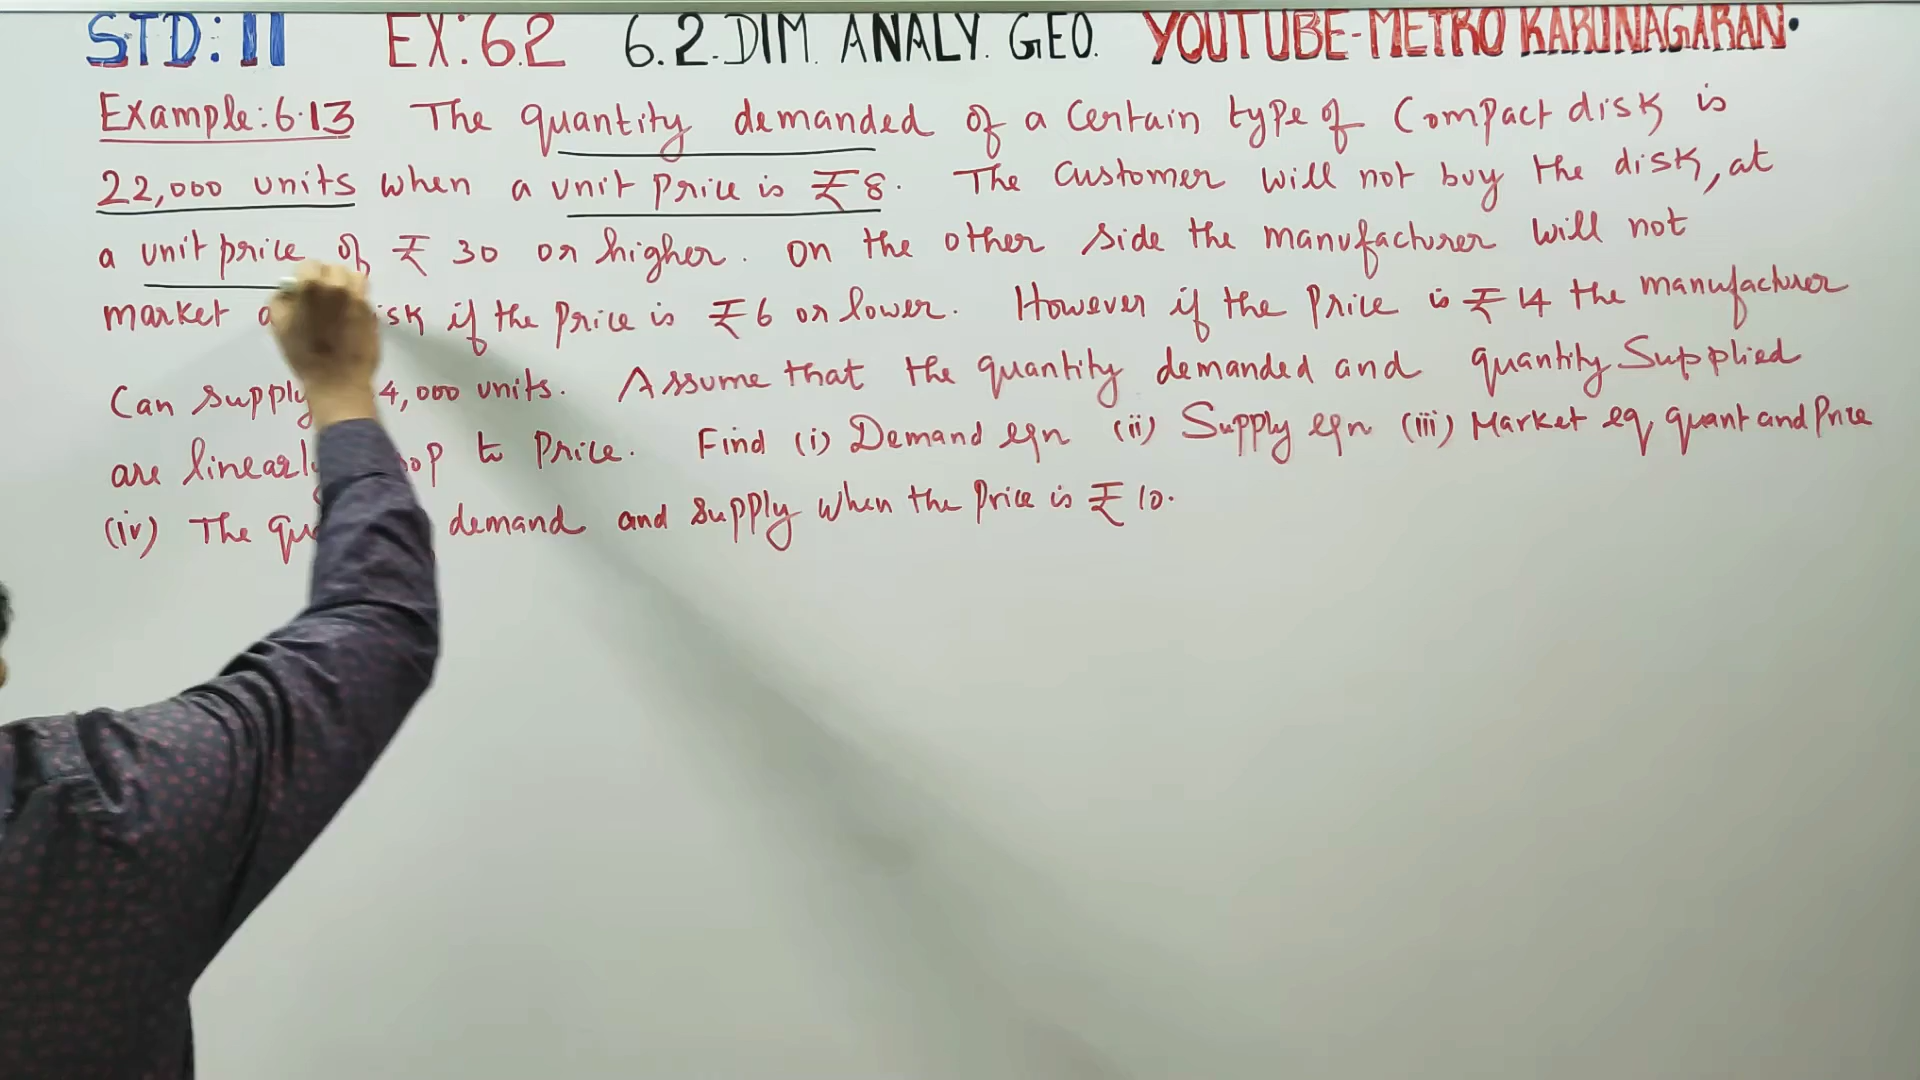 STD: 11 EX: 6.2 6.2.DIM. ANALY. GEO. YOUTUBE-METRO KARUNAGARAN.
Example: 6.13 The quantity demanded of a certain type of Compact disk is
22,000 units when a unit price is ₹ 8. The customer will not buy the disk, at
a unit price of ₹ 30 or higher. On the other side the manufacturer will not
market if the price is ₹ 6 or lower. However if the Price is ₹ 14 the manufacturer
Can supply 4,000 units. Assume that the quantity demanded and quantity Supplied
are to Price. Find (i) Demand eqn (ii) Supply eqn (iii) Market eq quant and Price
(iv) The demand and supply when the price is ₹ 10.